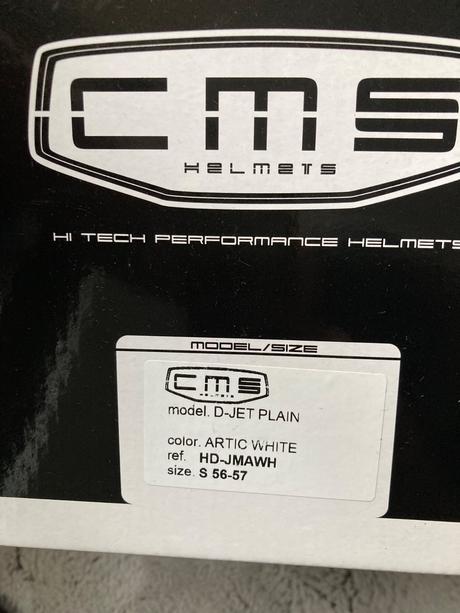 CMS
HELMETS
HI TECH PERFORMANCE HELMETS
MODEL/SIZE
CMS
HELMETS
model. D-JET PLAIN
color. ARTIC WHITE
ref. HD-JMAWH
size. S 56-57